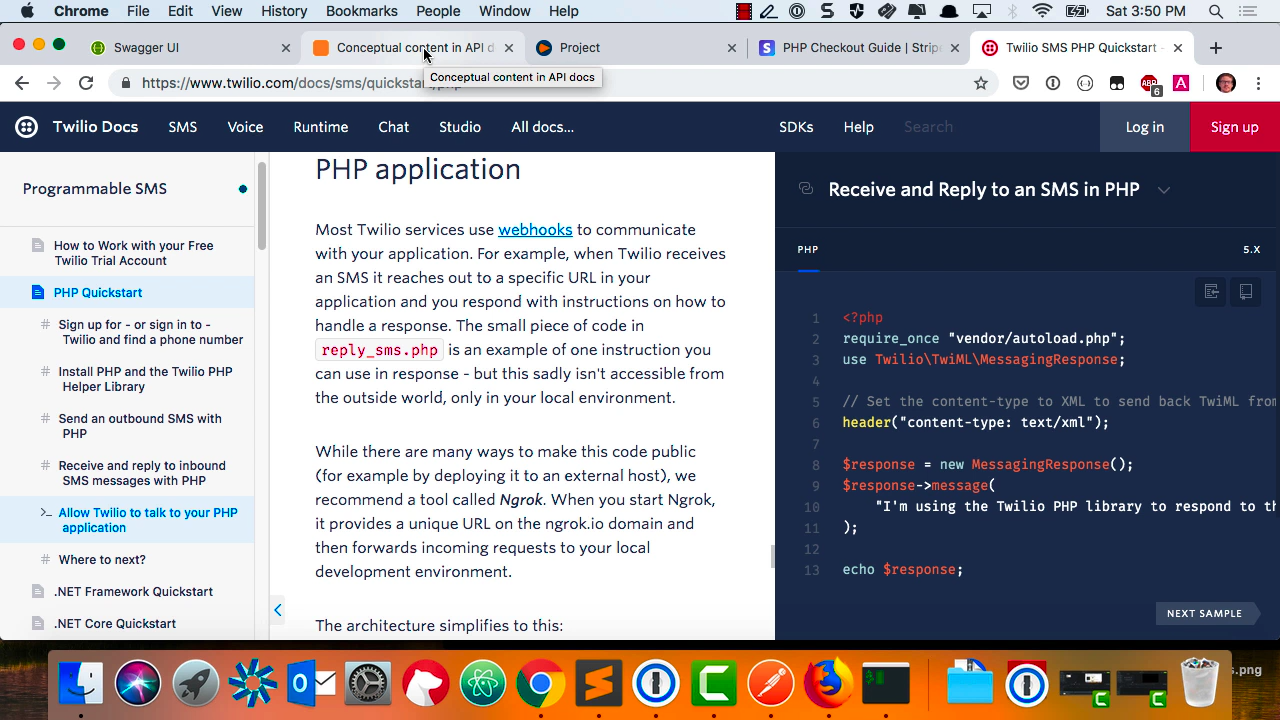 Chrome File Edit View History Bookmarks People Window Help Sat 3:50 PM
Swagger UI
Conceptual content in API d
Project
PHP Checkout Guide | Strip
Twilio SMS PHP Quickstart -
https://www.twilio.com/docs/sms/quickstart/php
Conceptual content in API docs
6
Twilio Docs SMS Voice Runtime Chat Studio All docs... SDKs Help Search Log in Sign up
Programmable SMS
How to Work with your Free
Twilio Trial Account
PHP Quickstart
# Sign up for - or sign in to -
Twilio and find a phone number
# Install PHP and the Twilio PHP
Helper Library
# Send an outbound SMS with
PHP
# Receive and reply to inbound
SMS messages with PHP
>_ Allow Twilio to talk to your PHP
application
# Where to next?
.NET Framework Quickstart
.NET Core Quickstart
PHP application
Most Twilio services use webhooks to communicate
with your application. For example, when Twilio receives
an SMS it reaches out to a specific URL in your
application and you respond with instructions on how to
handle a response. The small piece of code in
reply_sms.php is an example of one instruction you
can use in response - but this sadly isn't accessible from
the outside world, only in your local environment.
While there are many ways to make this code public
(for example by deploying it to an external host), we
recommend a tool called Ngrok. When you start Ngrok,
it provides a unique URL on the ngrok.io domain and
then forwards incoming requests to your local
development environment.
The architecture simplifies to this:
Receive and Reply to an SMS in PHP
PHP 5.X
1 <?php
2 require_once "vendor/autoload.php";
3 use Twilio\TwiML\MessagingResponse;
4
5 // Set the content-type to XML to send back TwiML from
6 header("content-type: text/xml");
7
8 $response = new MessagingResponse();
9 $response->message(
10 "I'm using the Twilio PHP library to respond to th
11 );
12
13 echo $response;
NEXT SAMPLE
s.png